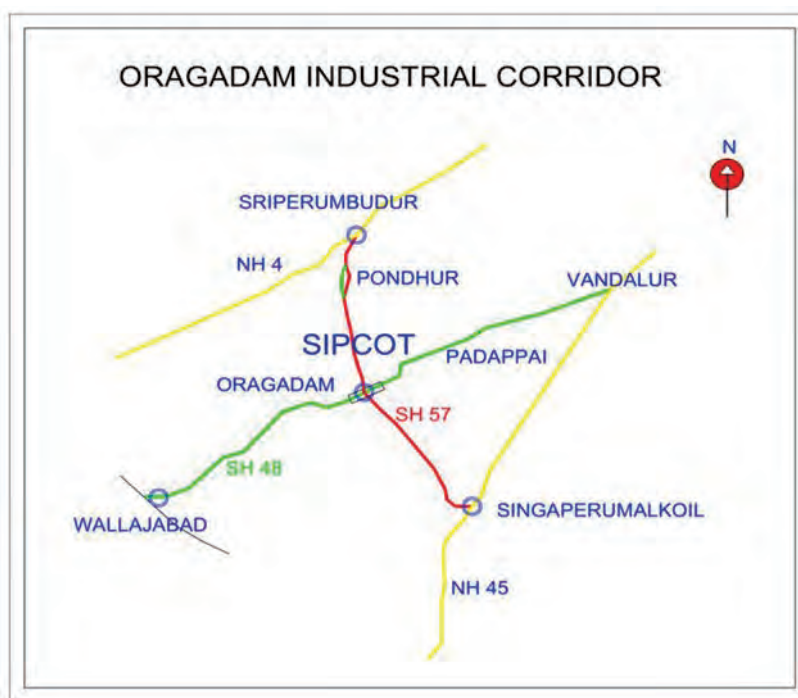 ORAGADAM INDUSTRIAL CORRIDOR
N
SRIPERUMBUDUR
NH 4
PONDHUR
VANDALUR
SIPCOT
PADAPPAI
ORAGADAM
SH 57
SH 48
WALLAJABAD
SINGAPERUMALKOIL
NH 45